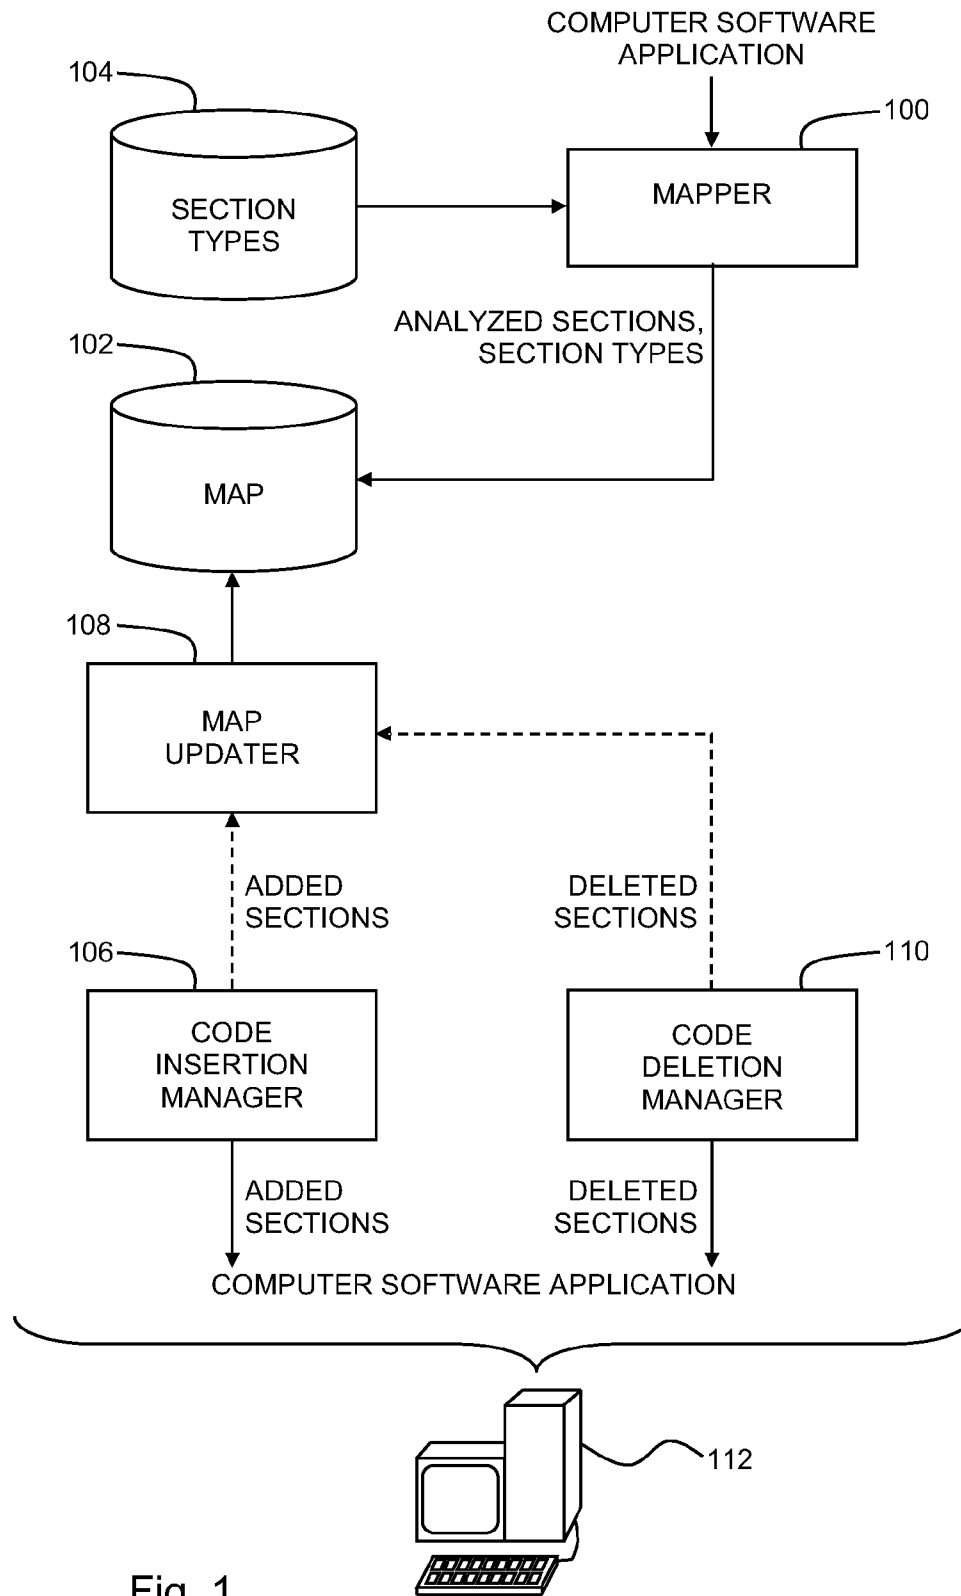 COMPUTER SOFTWARE
APPLICATION
104
100
SECTION
TYPES
MAPPER
ANALYZED SECTIONS,
SECTION TYPES
102
MAP
108
MAP
UPDATER
ADDED
SECTIONS
DELETED
SECTIONS
106
110
CODE
INSERTION
MANAGER
CODE
DELETION
MANAGER
ADDED
SECTIONS
DELETED
SECTIONS
COMPUTER SOFTWARE APPLICATION
112
Fig. 1